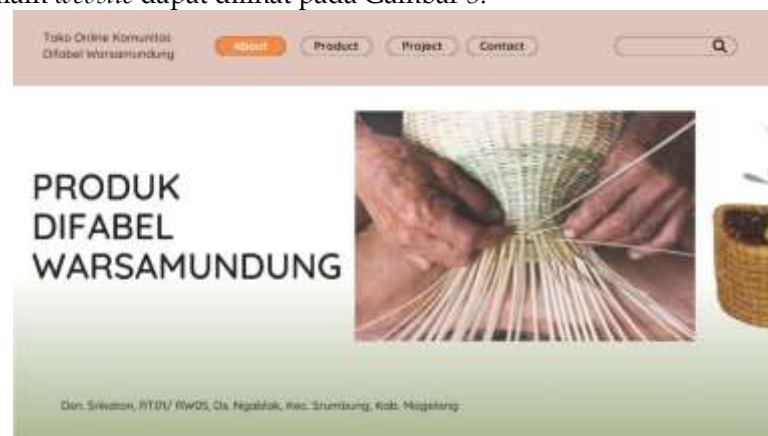 website dapat dilihat pada Gambar 3.
Toko Online Komunitas
Difabel Warsamundung
About
Product
Project
Contact
PRODUK
DIFABEL
WARSAMUNDUNG
RT01/ RW05, Ds. Ngablak, Kec. Srumbung, Kab. Magelang